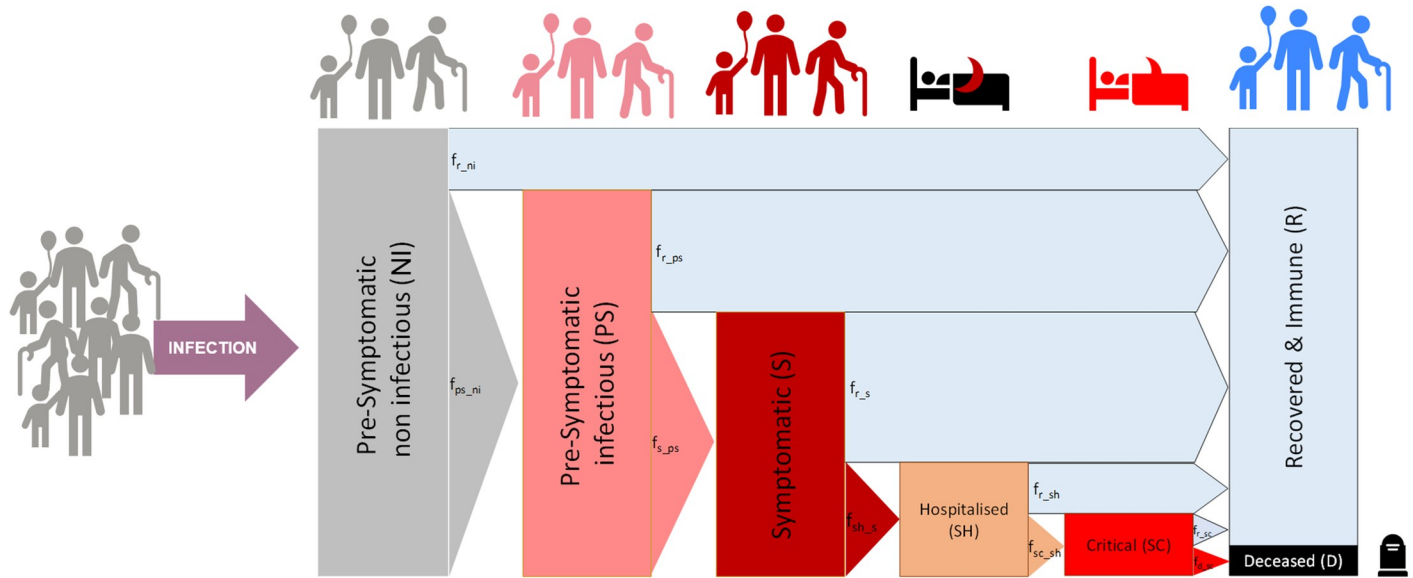 INFECTION
Pre-Symptomatic
non infectious (NI)
f_r_ni
f_ps_ni
Pre-Symptomatic
infectious (PS)
f_r_ps
f_s_ps
Symptomatic (S)
f_r_s
f_sh_s
Hospitalised
(SH)
f_r_sh
f_sc_sh
Critical (SC)
f_r_sc
Recovered & Immune (R)
Deceased (D)